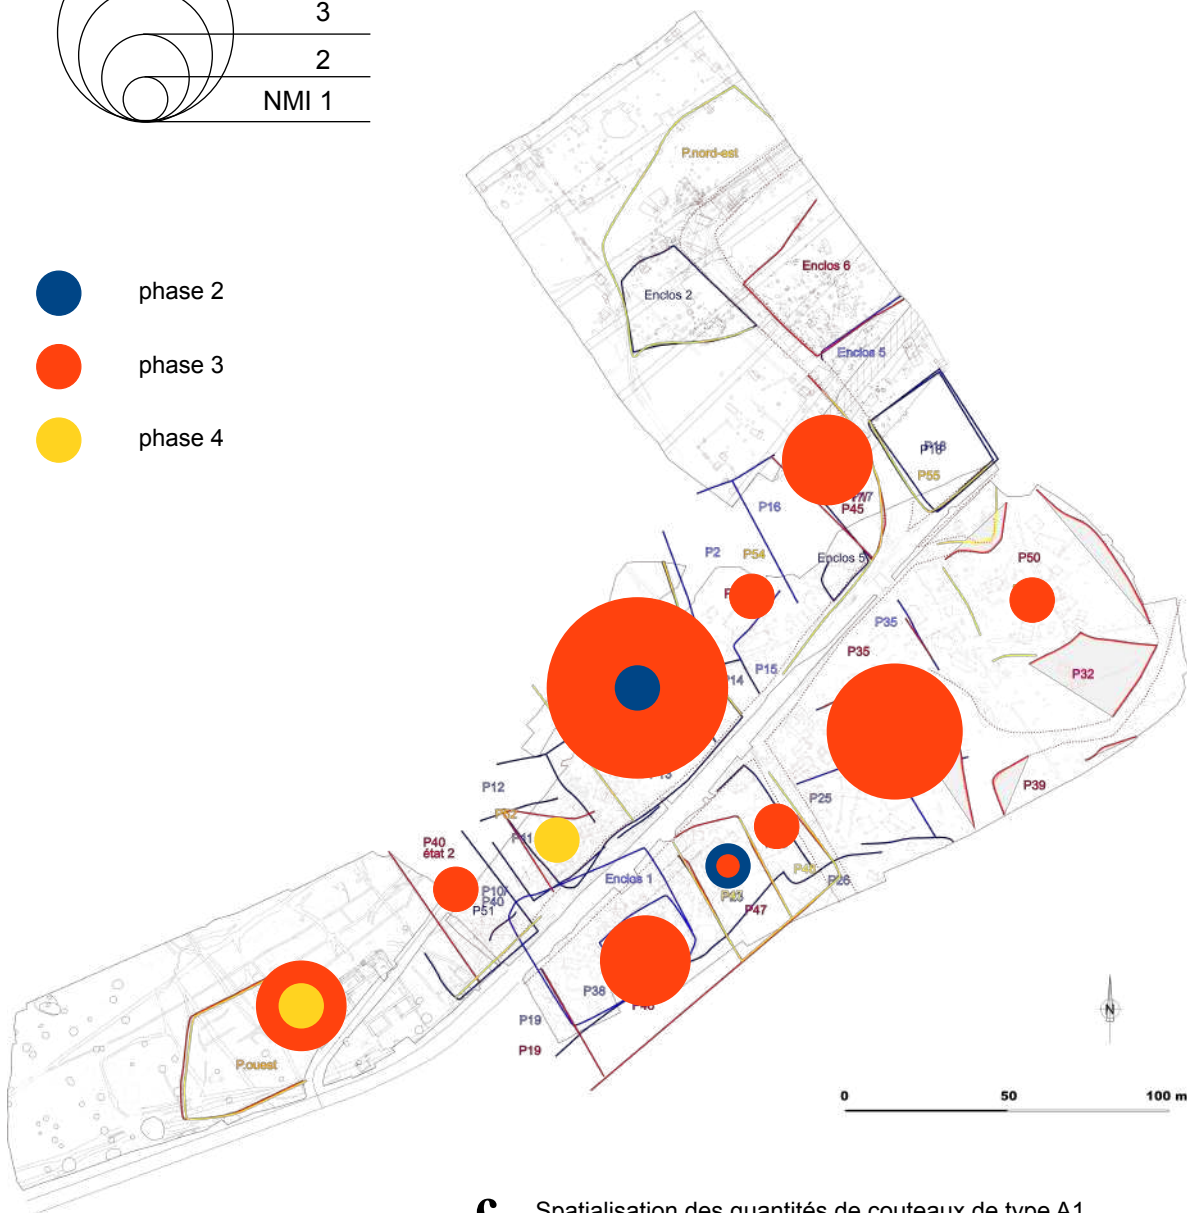 3
2
NMI 1
phase 2
phase 3
phase 4
P.nord-est
Enclos 6
Enclos 2
Enclos 5
P18
P55
P16
P45
P2
P54
Enclos 5
P50
P35
P35
P15
P32
P12
P25
P39
P40
état 2
Enclos 1
P40
P51
P26
P47
P38
P19
P19
P.ouest
N
0 50 100 m
c Spatialisation des quantités de couteaux de type A1